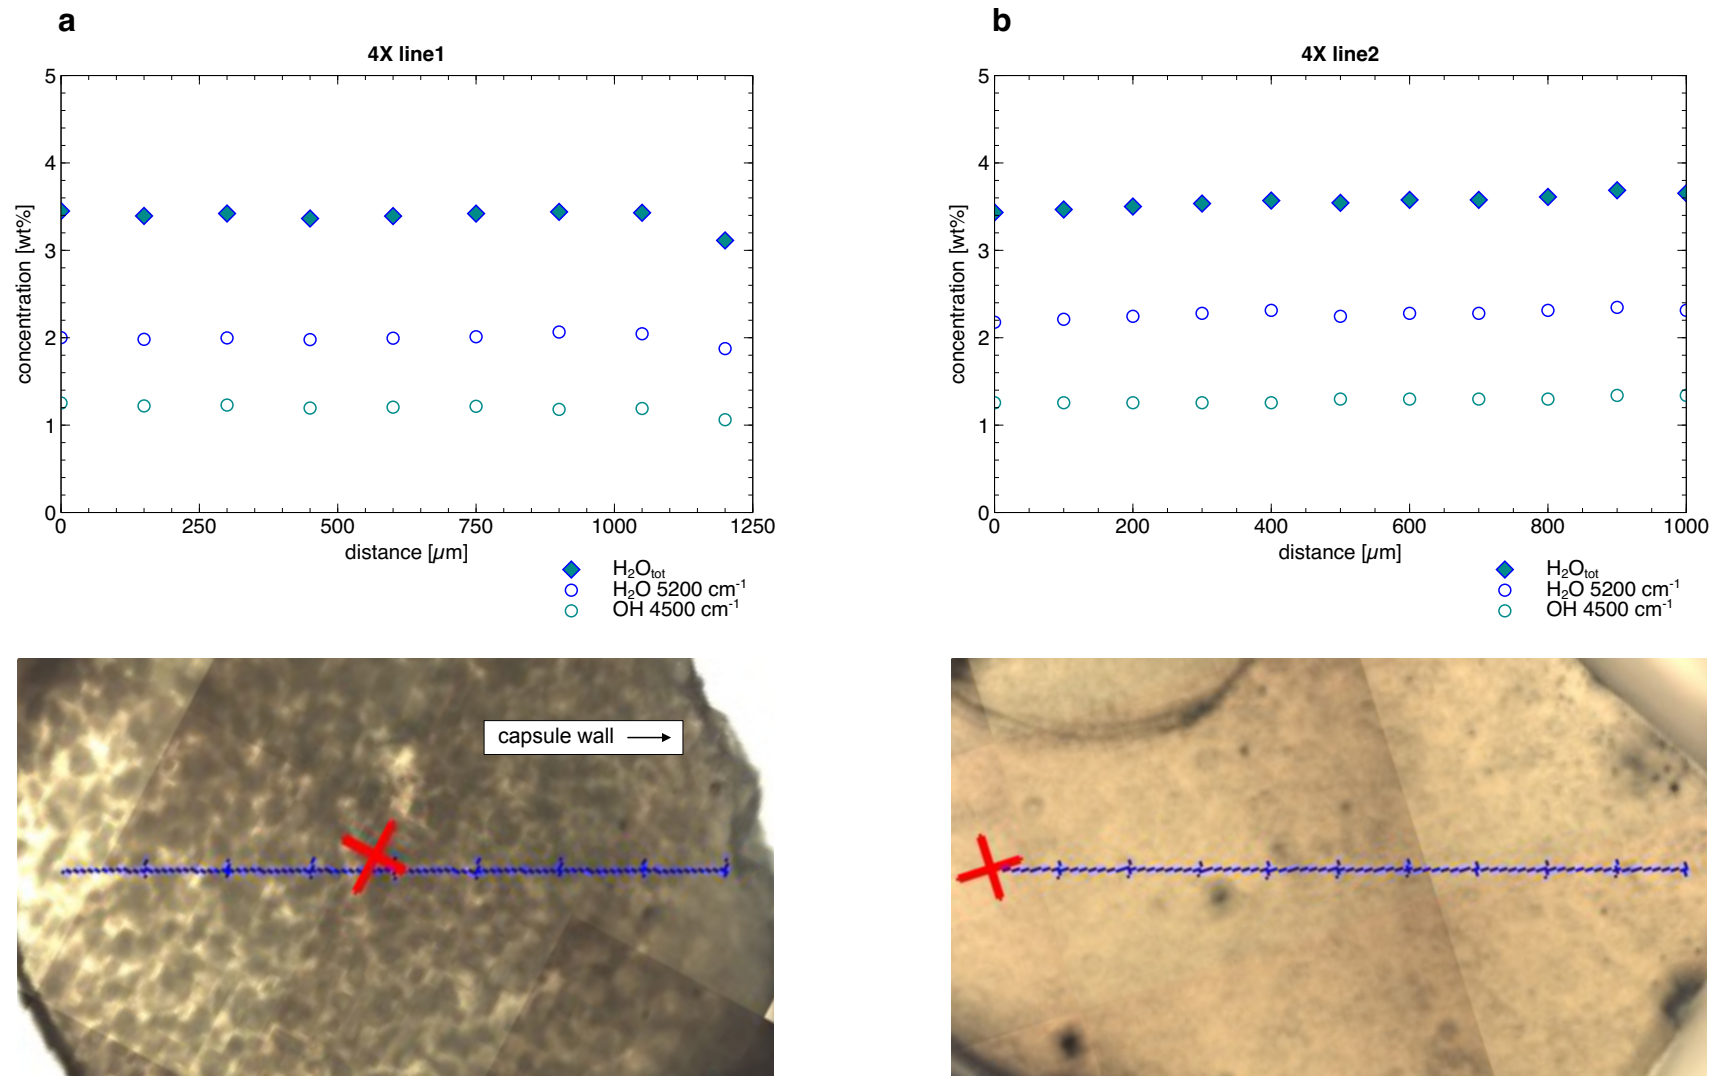 a
4X line1
5
4
3
2
1
0
concentration [wt%]
0 250 500 750 1000 1250
distance [µm]
H₂Oₜₒₜ
H₂O 5200 cm⁻¹
OH 4500 cm⁻¹
capsule wall →
b
4X line2
5
4
3
2
1
0
concentration [wt%]
0 200 400 600 800 1000
distance [µm]
H₂Oₜₒₜ
H₂O 5200 cm⁻¹
OH 4500 cm⁻¹